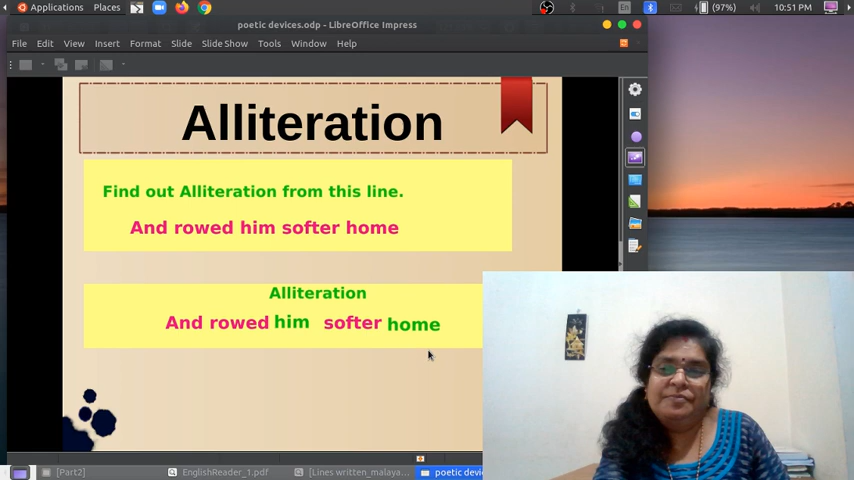 Applications Places En (97%) 10:51 PM
poetic devices.odp - LibreOffice Impress
File Edit View Insert Format Slide Slide Show Tools Window Help
Alliteration
Find out Alliteration from this line.
And rowed him softer home
Alliteration
And rowed him softer home
[Part2] EnglishReader_1.pdf [Lines written_malaya... poetic devi